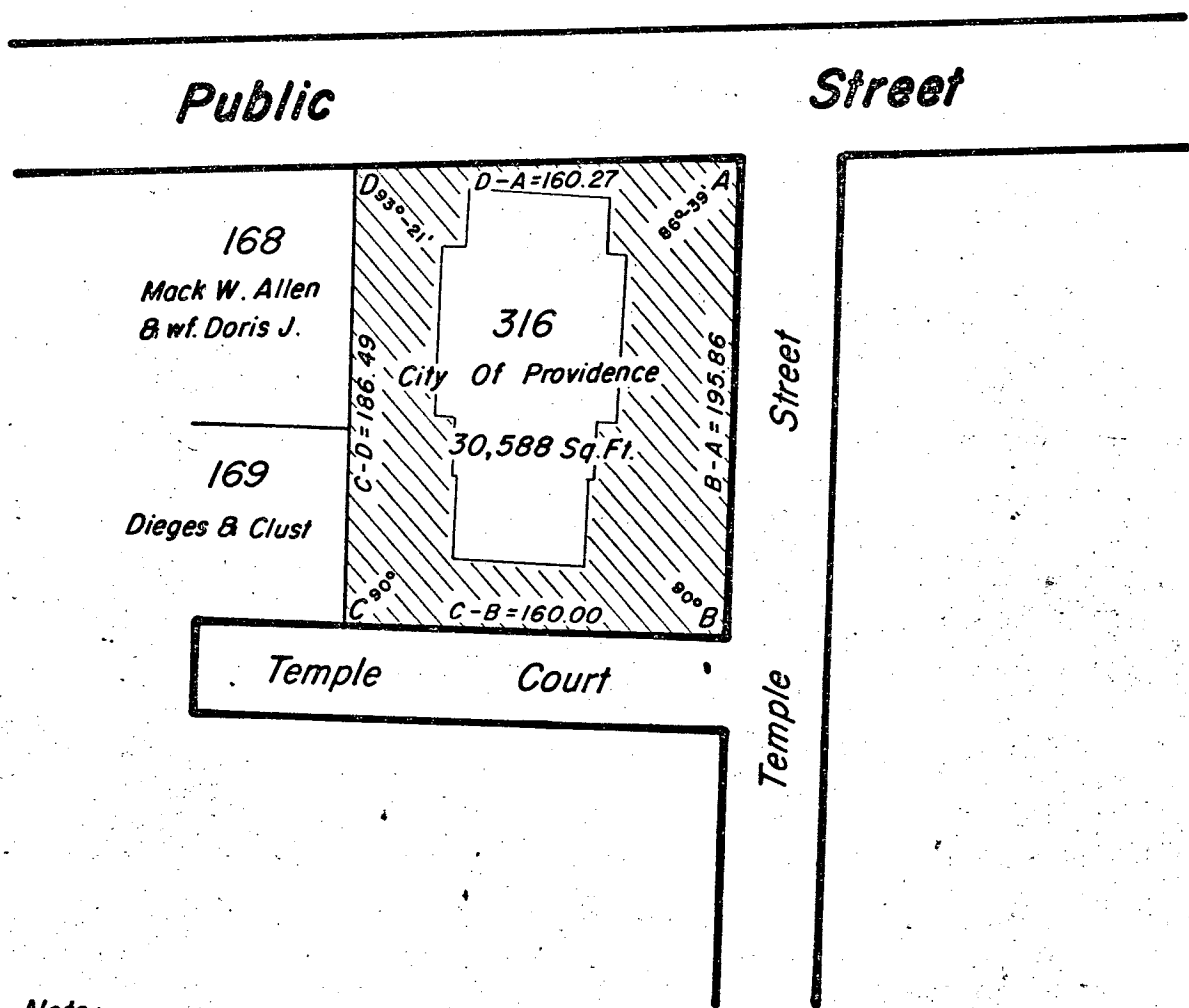 Public Street
D D-A=160.27 A
93°-21'
86°-39'
168
Mack W. Allen
& wf. Doris J.
316
City Of Providence
30,588 Sq.Ft.
C-D=186.49
B-A=195.86
Street
169
Dieges & Clust
C 90°
C-B=160.00
90° B
Temple Court
Temple
Note: